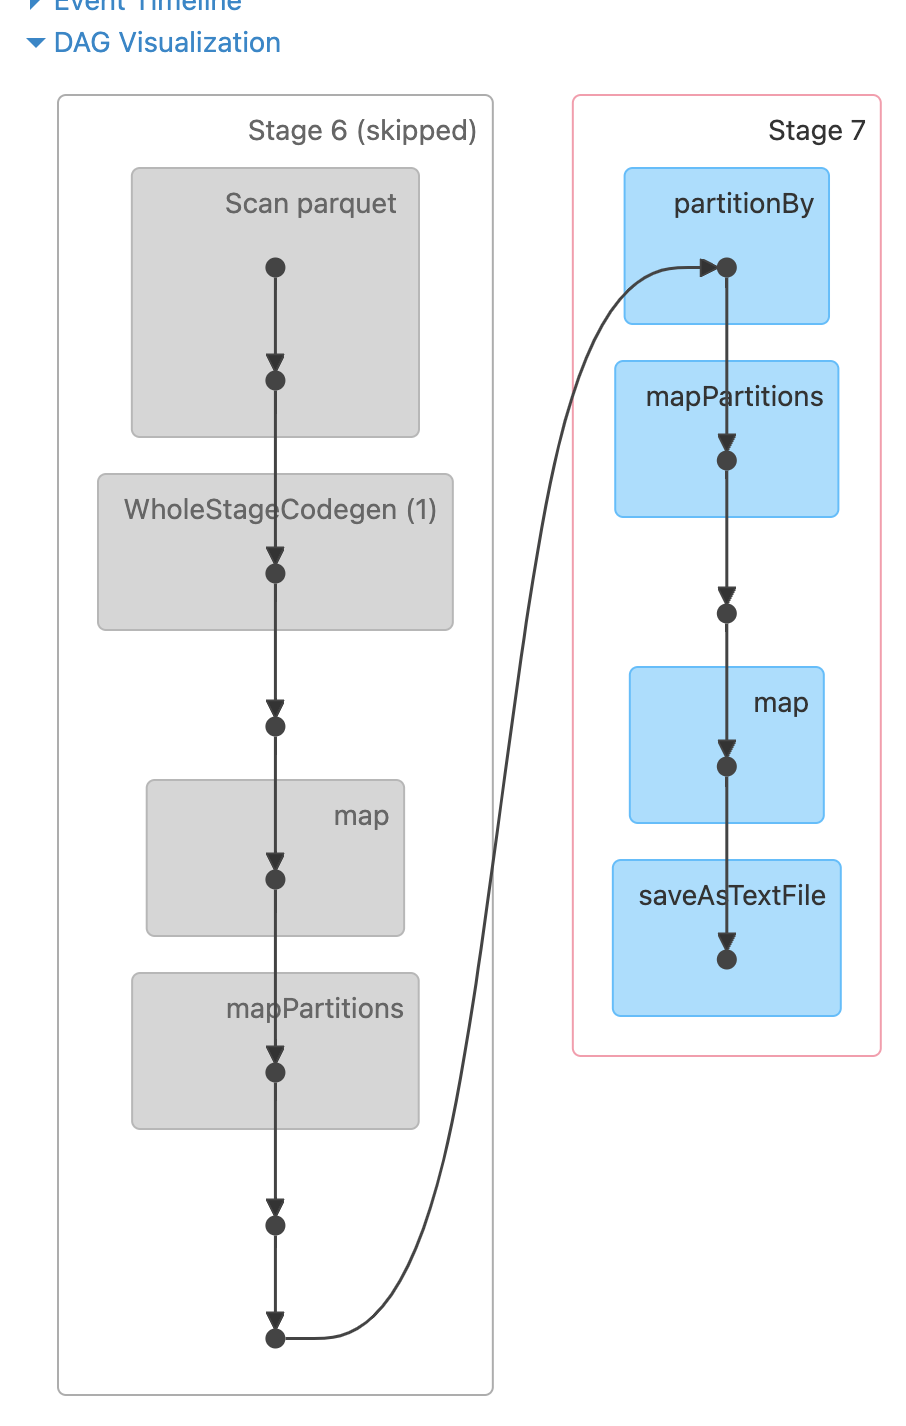 Event Timeline
DAG Visualization
Stage 6 (skipped)
Scan parquet
WholeStageCodegen (1)
map
mapPartitions
Stage 7
partitionBy
mapPartitions
map
saveAsTextFile